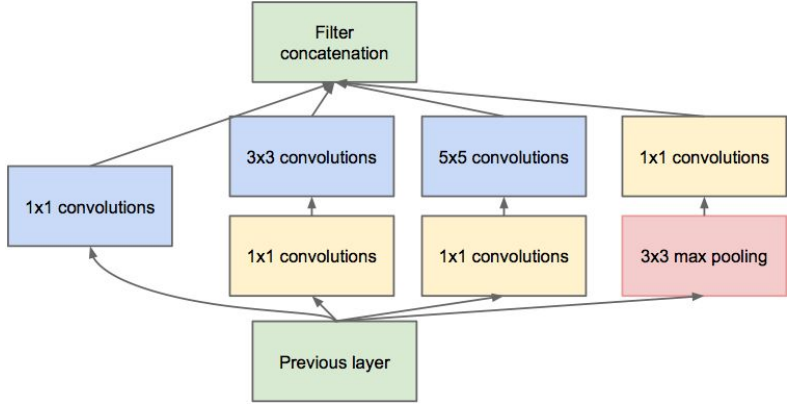 Filter
concatenation
3x3 convolutions
5x5 convolutions
1x1 convolutions
1x1 convolutions
1x1 convolutions
1x1 convolutions
3x3 max pooling
Previous layer